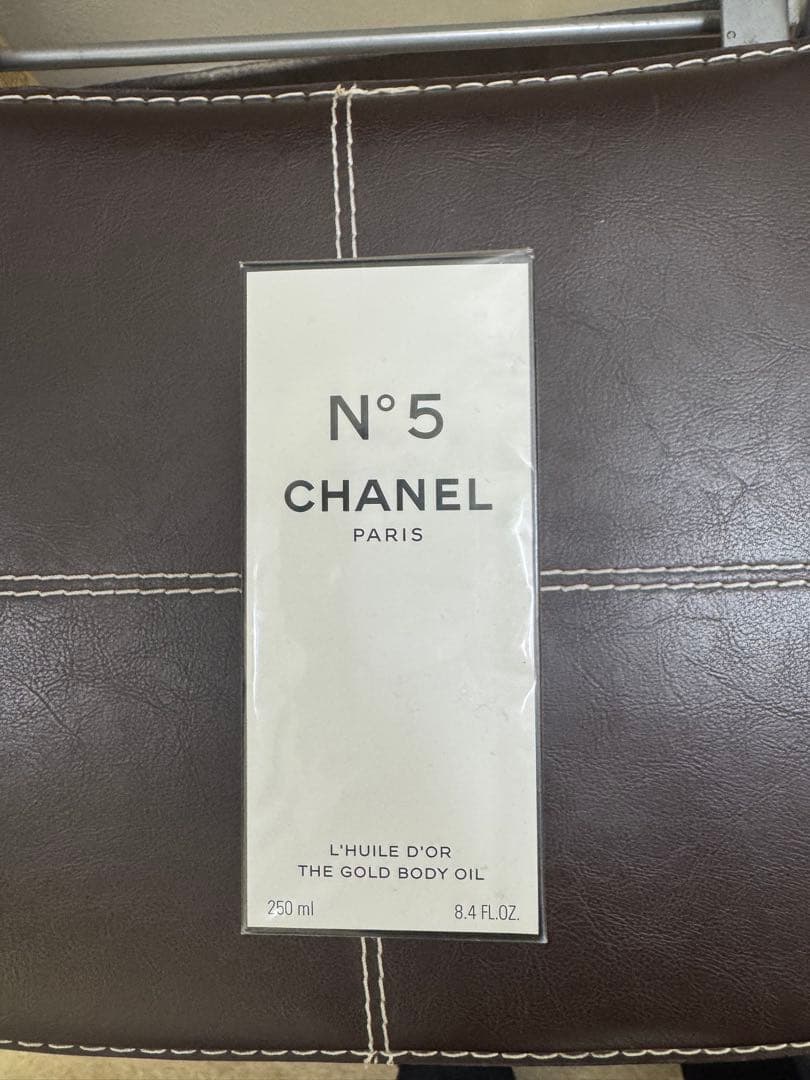 N°5
CHANEL
PARIS
L'HUILE D'OR
THE GOLD BODY OIL
250 ml 8.4 FL.OZ.